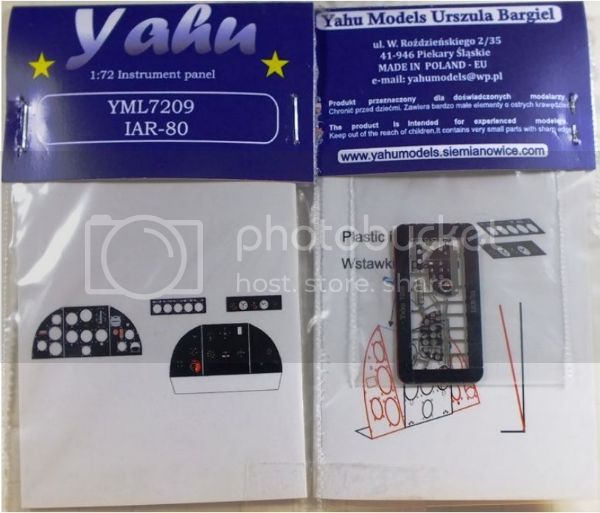 Yahu
1:72 Instrument panel
YML7209
IAR-80
Yahu Models Urszula Bargiel
ul. W. Roździeńskiego 2/35
41-946 Piekary Śląskie
MADE IN POLAND - EU
e-mail: yahumodels@wp.pl
Produkt przeznaczony dla doświadczonych modelarzy.
Chronić przed dziećmi. Zawiera bardzo małe elementy o ostrych krawędziac
The product is intended for experienced modelers
Keep out of the reach of children,it contains very small parts with sharp edge
www.yahumodels.siemianowice.com
Plastic
Wstawki
photobucket
host. store. share.